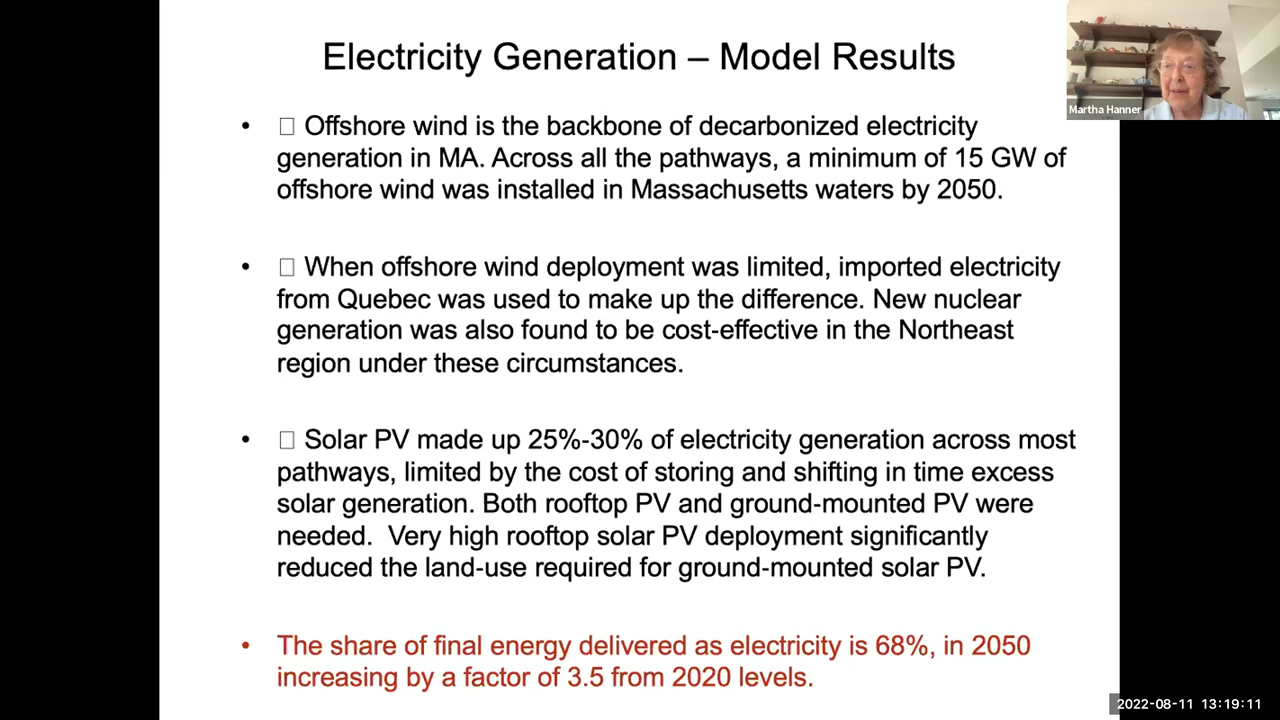 Electricity Generation – Model Results
Martha Hanner
• □ Offshore wind is the backbone of decarbonized electricity
generation in MA. Across all the pathways, a minimum of 15 GW of
offshore wind was installed in Massachusetts waters by 2050.
• □ When offshore wind deployment was limited, imported electricity
from Quebec was used to make up the difference. New nuclear
generation was also found to be cost-effective in the Northeast
region under these circumstances.
• □ Solar PV made up 25%-30% of electricity generation across most
pathways, limited by the cost of storing and shifting in time excess
solar generation. Both rooftop PV and ground-mounted PV were
needed.  Very high rooftop solar PV deployment significantly
reduced the land-use required for ground-mounted solar PV.
• The share of final energy delivered as electricity is 68%, in 2050
increasing by a factor of 3.5 from 2020 levels.
2022-08-11 13:19:11